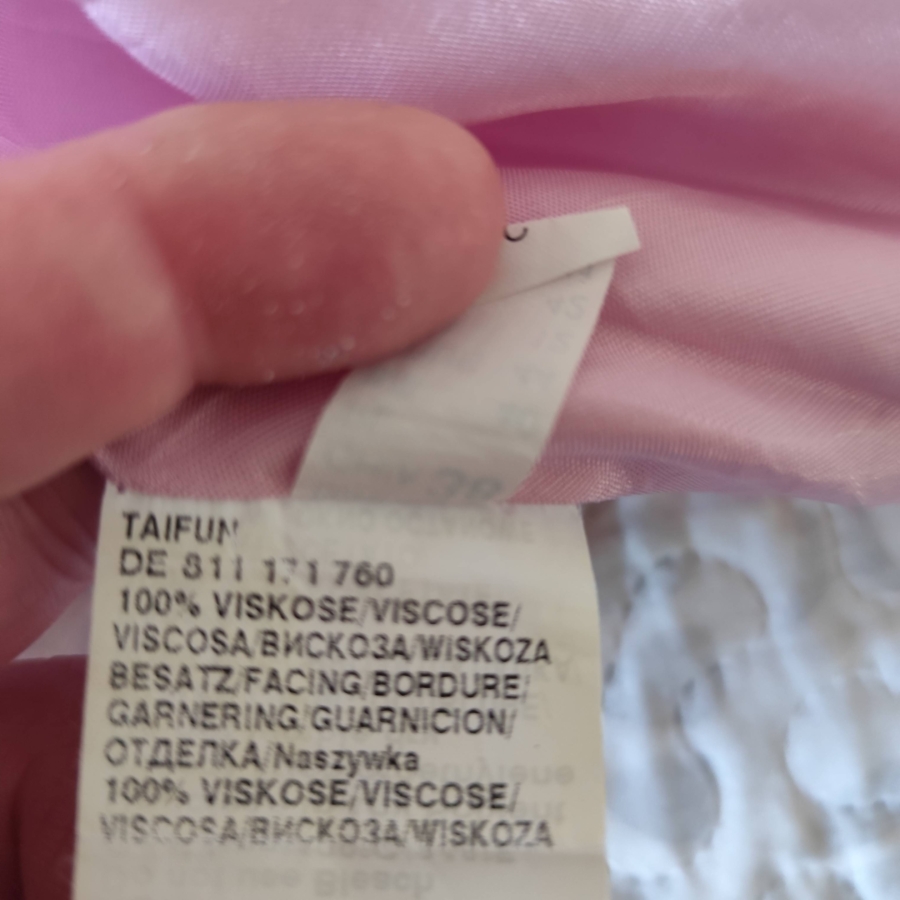 TAIFUN
DE 811 171 760
100% VISKOSE/VISCOSE/
VISCOSA/ВИСКОЗА/WISKOZA
BESATZ/FACING/BORDURE/
GARNERING/GUARNICION/
ОТДЕЛКА/Naszywka
100% VISKOSE/VISCOSE/
VISCOSA/ВИСКОЗА/WISKOZA